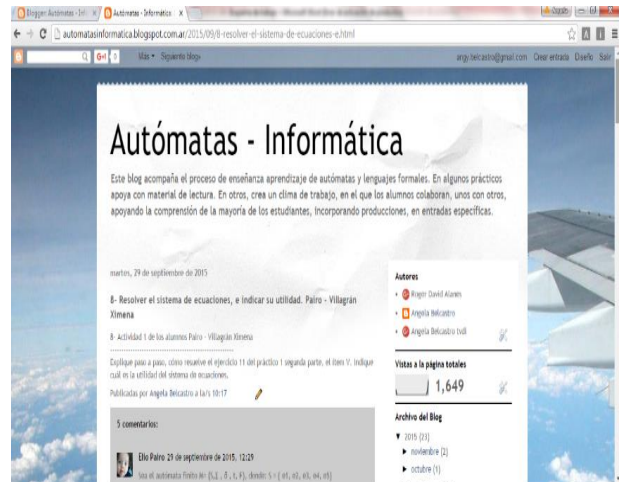 Blogger: Autómatas - Inf
Autómatas - Informática
automatasinformatica.blogspot.com.ar/2015/09/8-resolver-el-sistema-de-ecuaciones-e.html
G+1 3 Más Siguiente blog»
angy.belcastro@gmail.com Crear entrada Diseño Salir
Autómatas - Informática
Este blog acompaña el proceso de enseñanza aprendizaje de autómatas y lenguajes formales. En algunos prácticos
apoya con material de lectura. En otros, crea un clima de trabajo, en el que los alumnos colaboran, unos con otros,
apoyando la comprensión de la mayoría de los estudiantes, incorporando producciones, en entradas específicas.
martes, 29 de septiembre de 2015
8- Resolver el sistema de ecuaciones, e indicar su utilidad. Pairo - Villagrán
Ximena
8- Actividad 1 de los alumnos Pairo - Villagrán Ximena
Explique paso a paso, cómo resuelve el ejercicio 11 del práctico 1 segunda parte, el ítem V. Indique
cuál es la utilidad del sistema de ecuaciones.
Publicadas por Angela Belcastro a la/s 10:17
5 comentarios:
Elio Pairo 29 de septiembre de 2015, 12:29
Sea el autómata finito
Autores
Roger David Alanes
Angela Belcastro
Angela Belcastro tvdi
Vistas a la página totales
1,649
Archivo del Blog
▼ 2015 (21)
► noviembre (2)
► octubre (1)